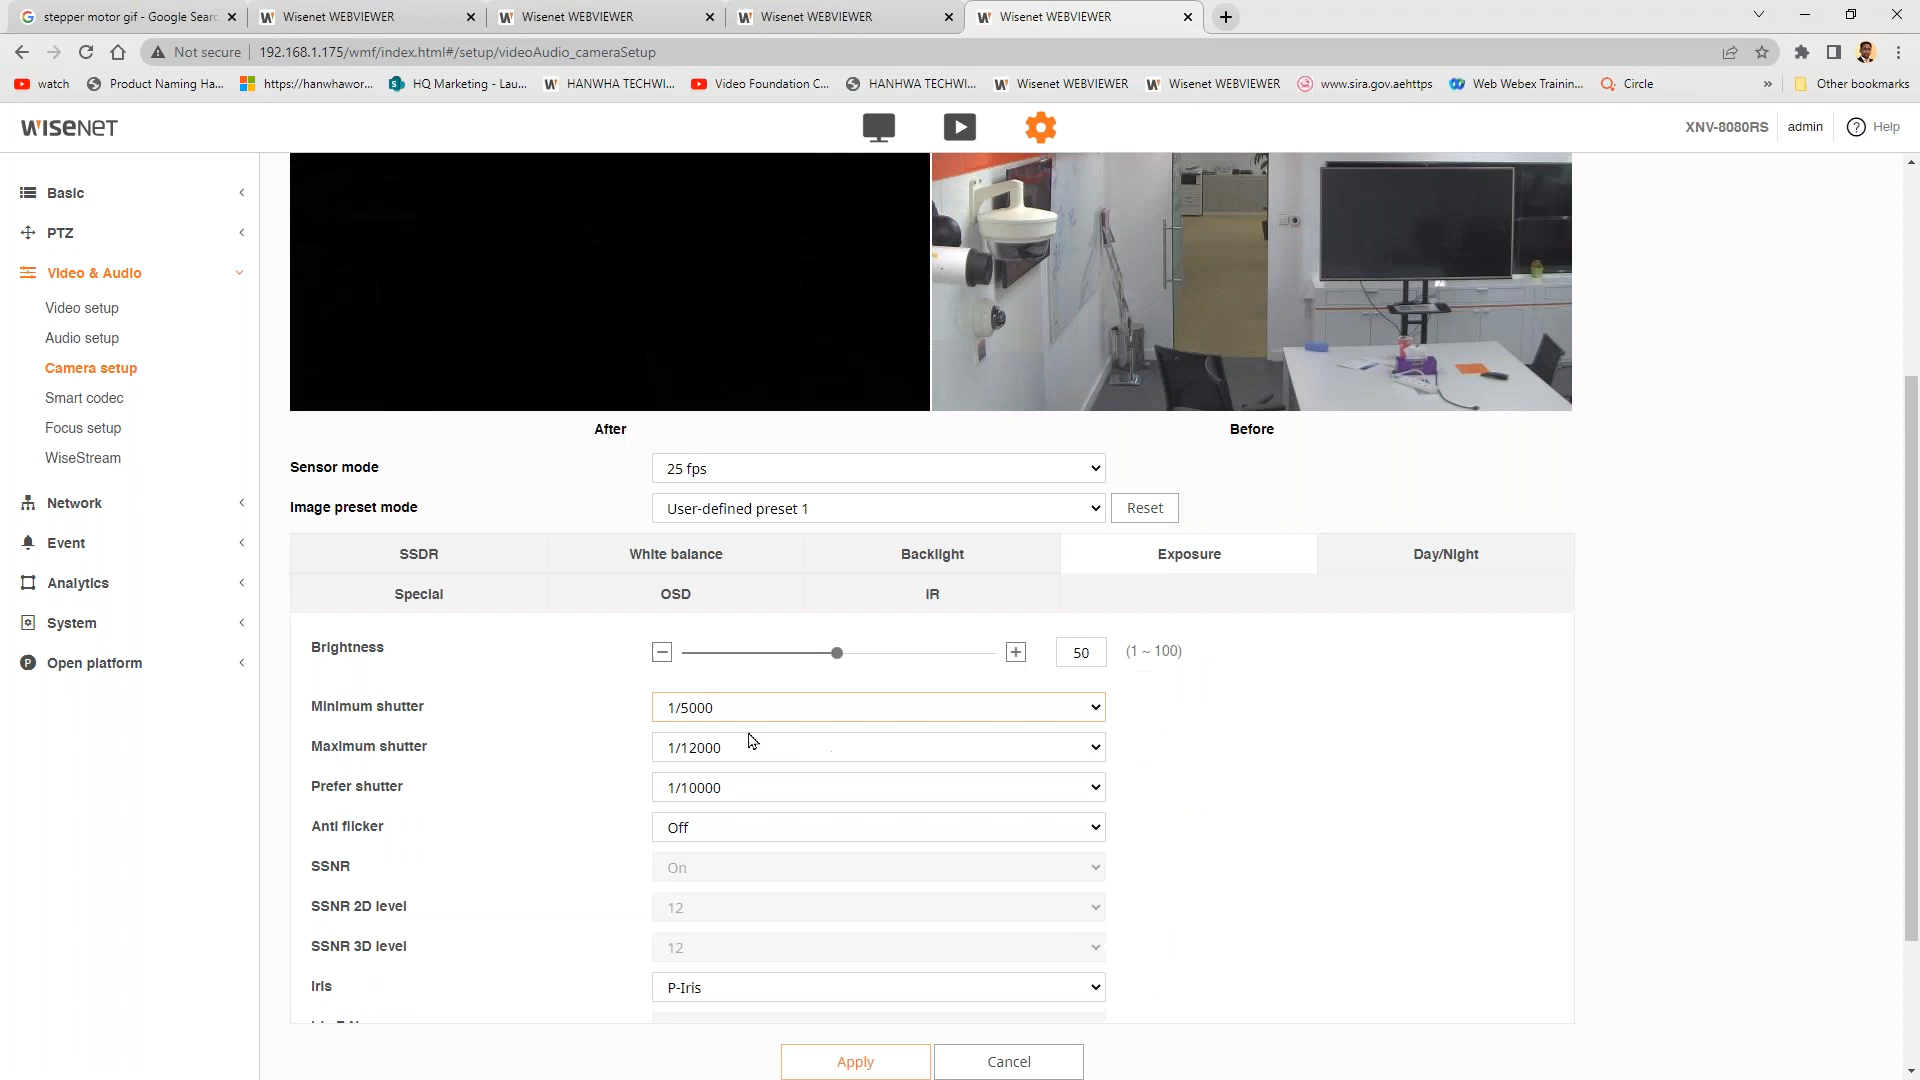 stepper motor gif - Google Sear
Wisenet WEBVIEWER
Wisenet WEBVIEWER
Wisenet WEBVIEWER
Wisenet WEBVIEWER
Not secure 192.168.1.175/wmf/index.html#/setup/videoAudio_cameraSetup
watch
Product Naming Ha...
https://hanwhawor...
HQ Marketing - Lau...
HANWHA TECHWI...
Video Foundation C...
HANHWA TECHWI...
Wisenet WEBVIEWER
Wisenet WEBVIEWER
www.sira.gov.aehttps
Web Webex Trainin...
Circle
»
Other bookmarks
WISENET
XNV-8080RS
admin
Help
Basic
PTZ
Video & Audio
Video setup
Audio setup
Camera setup
Smart codec
Focus setup
WiseStream
Network
Event
Analytics
System
Open platform
After
Before
Sensor mode
25 fps
Image preset mode
User-defined preset 1
Reset
SSDR
White balance
Backlight
Exposure
Day/Night
Special
OSD
IR
Brightness
50
(1 ~ 100)
Minimum shutter
1/5000
Maximum shutter
1/12000
Prefer shutter
1/10000
Anti flicker
Off
SSNR
On
SSNR 2D level
12
SSNR 3D level
12
Iris
P-Iris
Apply
Cancel